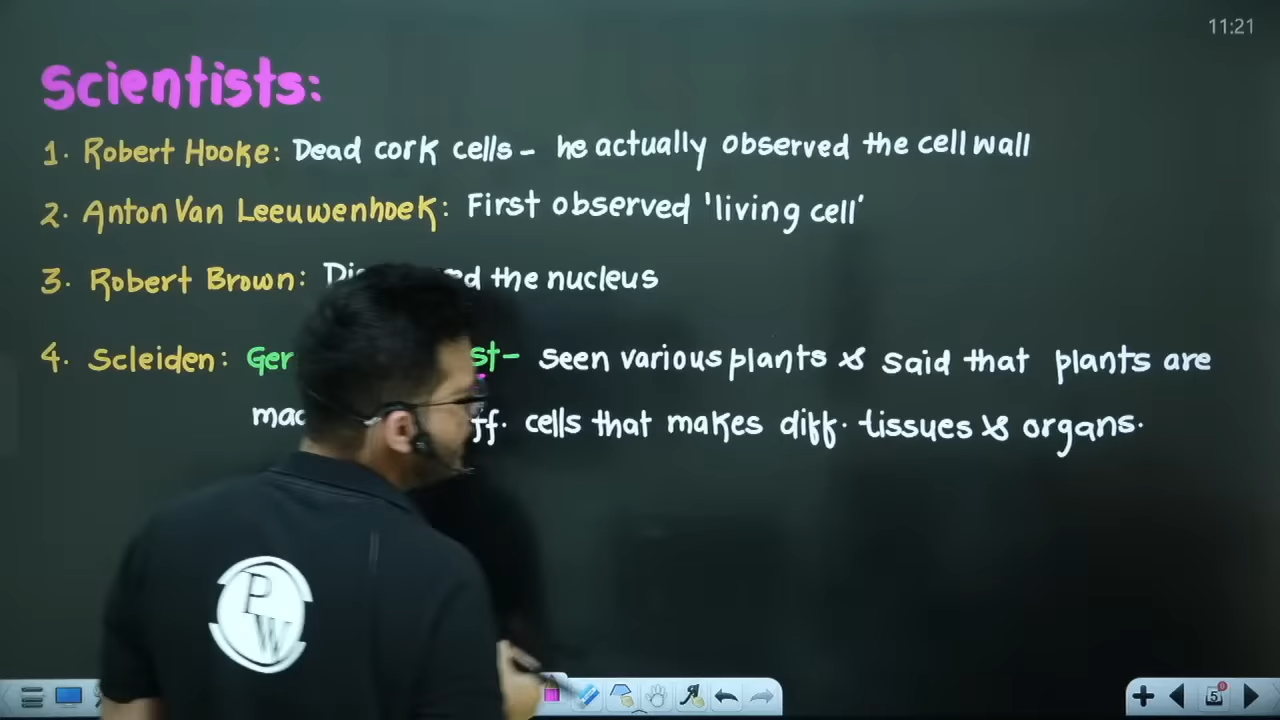 11:21
Scientists:
1. Robert Hooke: Dead cork cells - he actually observed the cell wall
2. Anton Van Leeuwenhoek: First observed 'living cell'
3. Robert Brown: the nucleus
4. Scleiden: seen various plants & said that plants are
cells that makes diff. tissues & organs.
PW
5